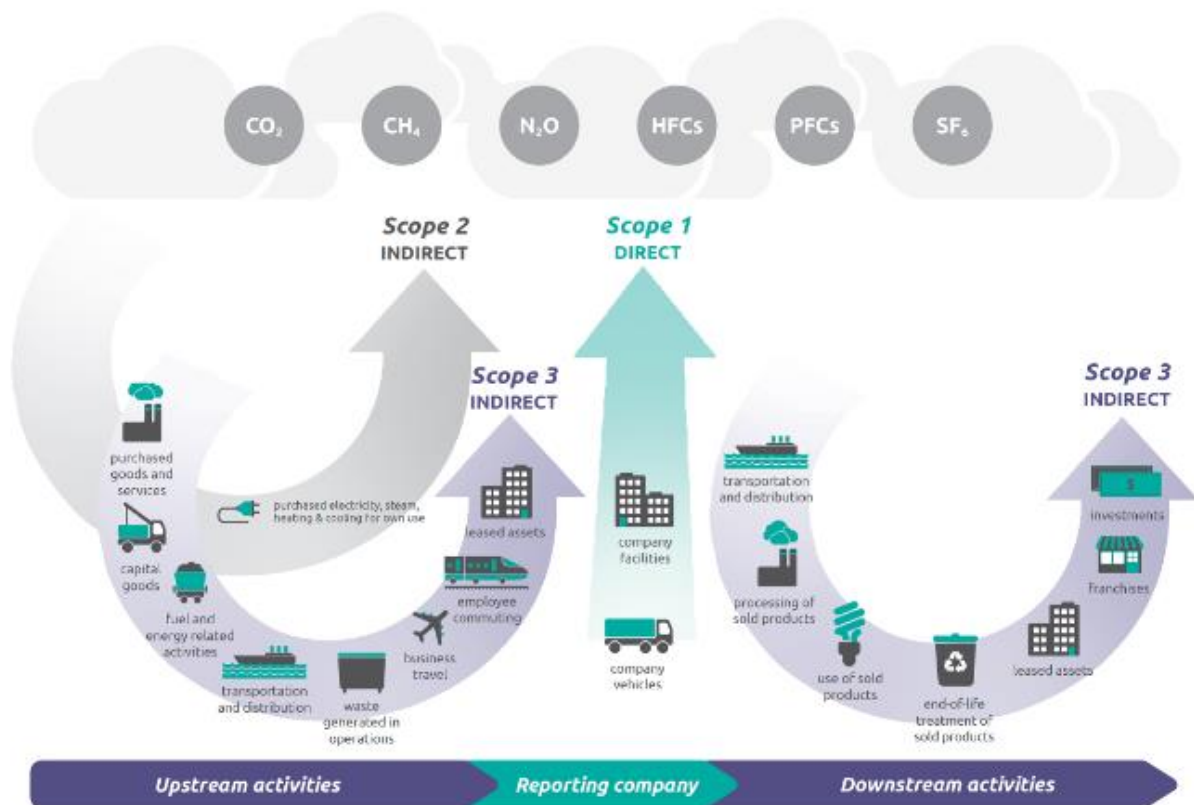 CO₂
CH₄
N₂O
HFCs
PFCs
SF₆
Scope 2
INDIRECT
Scope 1
DIRECT
Scope 3
INDIRECT
Scope 3
INDIRECT
purchased
goods and
services
capital
goods
fuel and
energy related
activities
transportation
and distribution
waste
generated in
operations
business
travel
employee
commuting
leased assets
purchased electricity, steam,
heating & cooling for own use
company
facilities
company
vehicles
transportation
and distribution
processing of
sold products
use of sold
products
end-of-life
treatment of
sold products
leased assets
franchises
$
investments
Upstream activities
Reporting company
Downstream activities